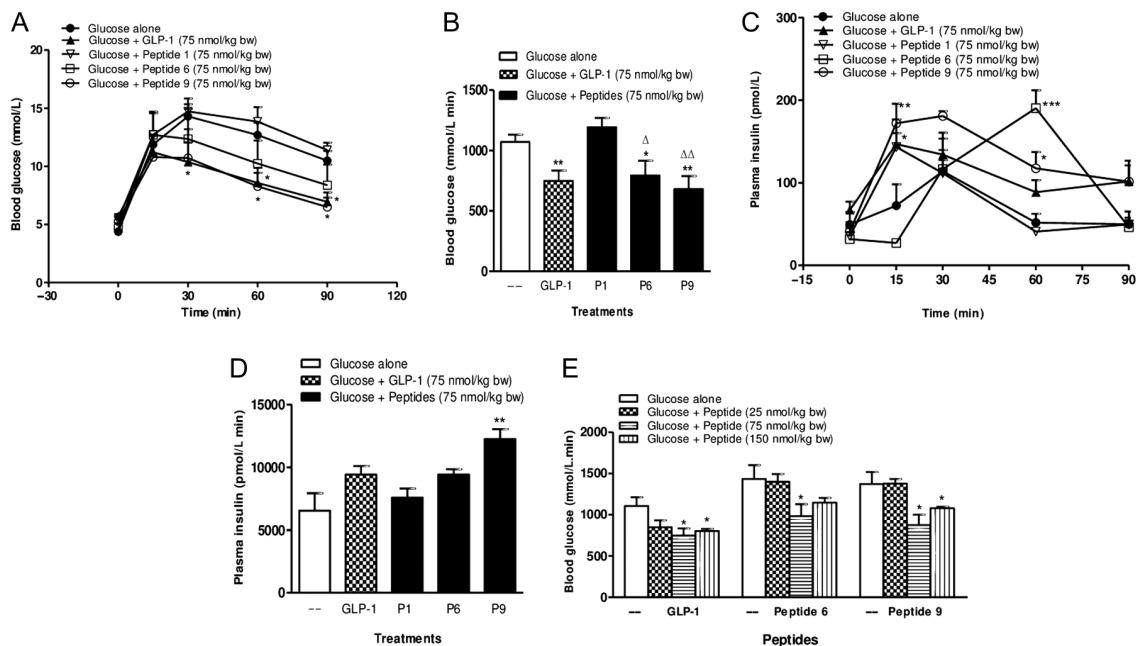 A
Glucose alone
Glucose + GLP-1 (75 nmol/kg bw)
Glucose + Peptide 1 (75 nmol/kg bw)
Glucose + Peptide 6 (75 nmol/kg bw)
Glucose + Peptide 9 (75 nmol/kg bw)
Blood glucose (mmol/L)
20
15
10
5
0
* * * * *
−30 0 30 60 90 120
Time (min)
B
Glucose alone
Glucose + GLP-1 (75 nmol/kg bw)
Glucose + Peptides (75 nmol/kg bw)
Blood glucose (mmol/L min)
1500
1000
500
0
Δ ΔΔ
** * **
-- GLP-1 P1 P6 P9
Treatments
C
Glucose alone
Glucose + GLP-1 (75 nmol/kg bw)
Glucose + Peptide 1 (75 nmol/kg bw)
Glucose + Peptide 6 (75 nmol/kg bw)
Glucose + Peptide 9 (75 nmol/kg bw)
Plasma insulin (pmol/L)
300
200
100
0
** ***
* *
−15 0 15 30 45 60 75 90
Time (min)
D
Glucose alone
Glucose + GLP-1 (75 nmol/kg bw)
Glucose + Peptides (75 nmol/kg bw)
Plasma insulin (pmol/L min)
15000
10000
5000
0
**
-- GLP-1 P1 P6 P9
Treatments
E
Glucose alone
Glucose + Peptide (25 nmol/kg bw)
Glucose + Peptide (75 nmol/kg bw)
Glucose + Peptide (150 nmol/kg bw)
Blood glucose (mmol/L.min)
2000
1500
1000
500
0
* * * * *
-- GLP-1 -- Peptide 6 -- Peptide 9
Peptides